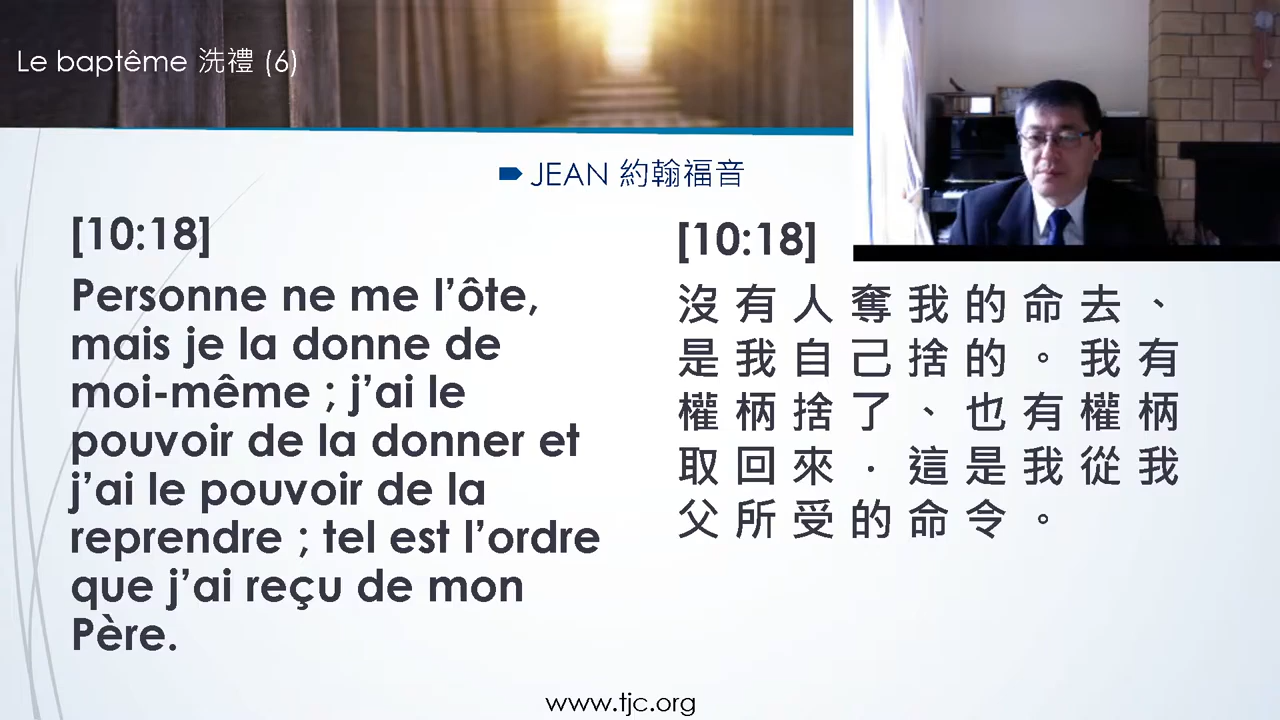 Le baptême 洗禮 (6)
JEAN 約翰福音
[10:18]
Personne ne me l’ôte,
mais je la donne de
moi-même ; j’ai le
pouvoir de la donner et
j’ai le pouvoir de la
reprendre ; tel est l’ordre
que j’ai reçu de mon
Père.
[10:18]
沒有人奪我的命去、
是我自己捨的。我有
權柄捨了、也有權柄
取回來．這是我從我
父所受的命令。
www.tjc.org